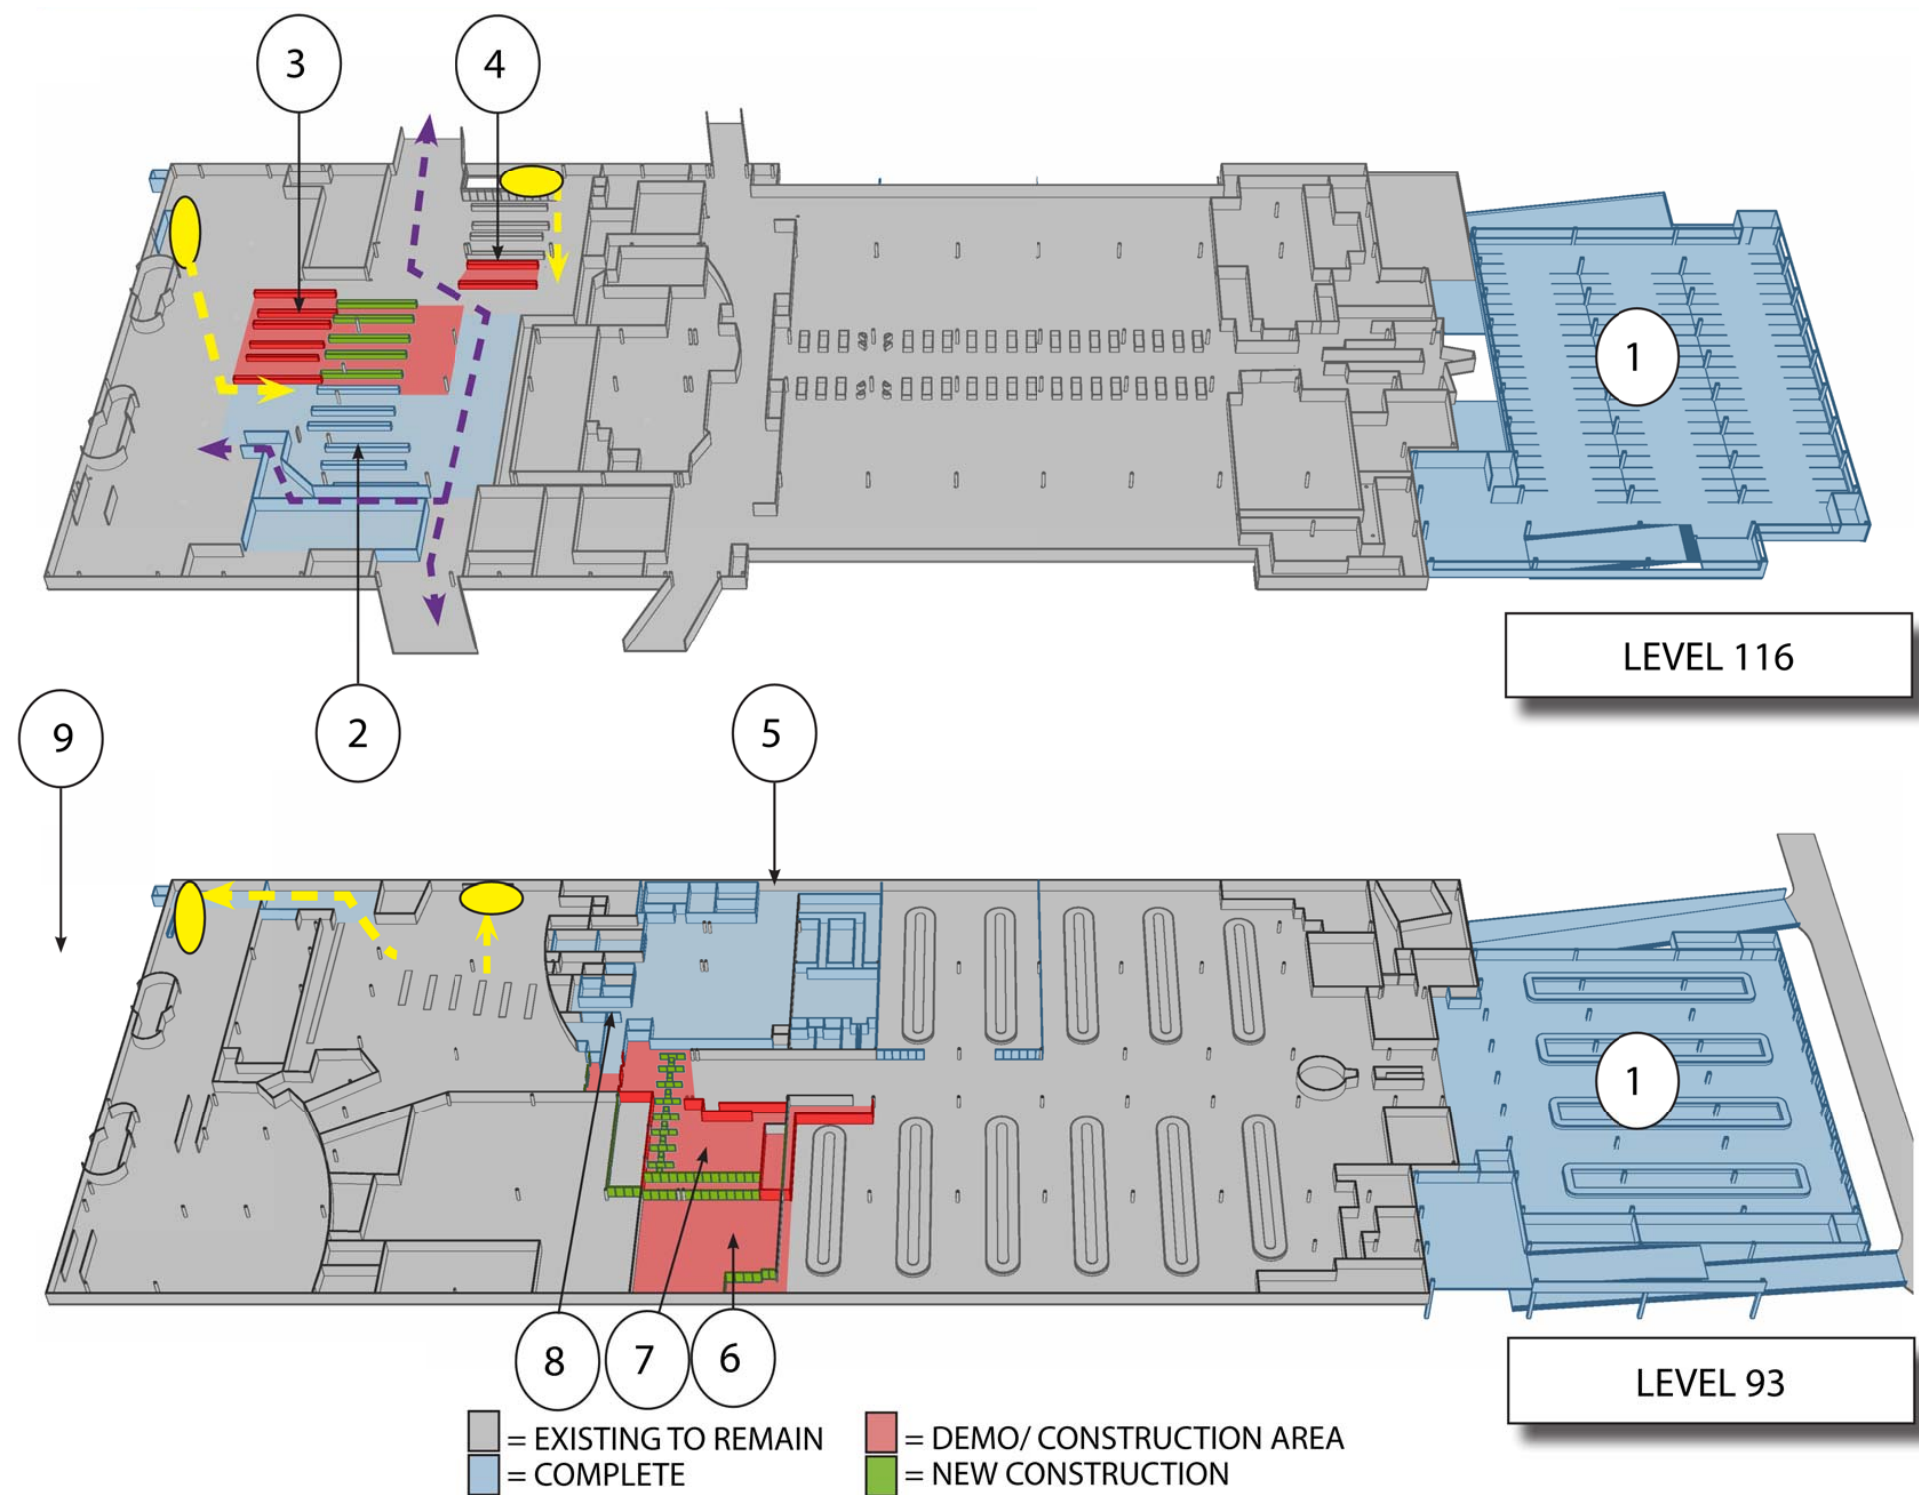 3
4
1
LEVEL 116
9
2
5
1
8
7
6
LEVEL 93
= EXISTING TO REMAIN
= DEMO/ CONSTRUCTION AREA
= COMPLETE
= NEW CONSTRUCTION